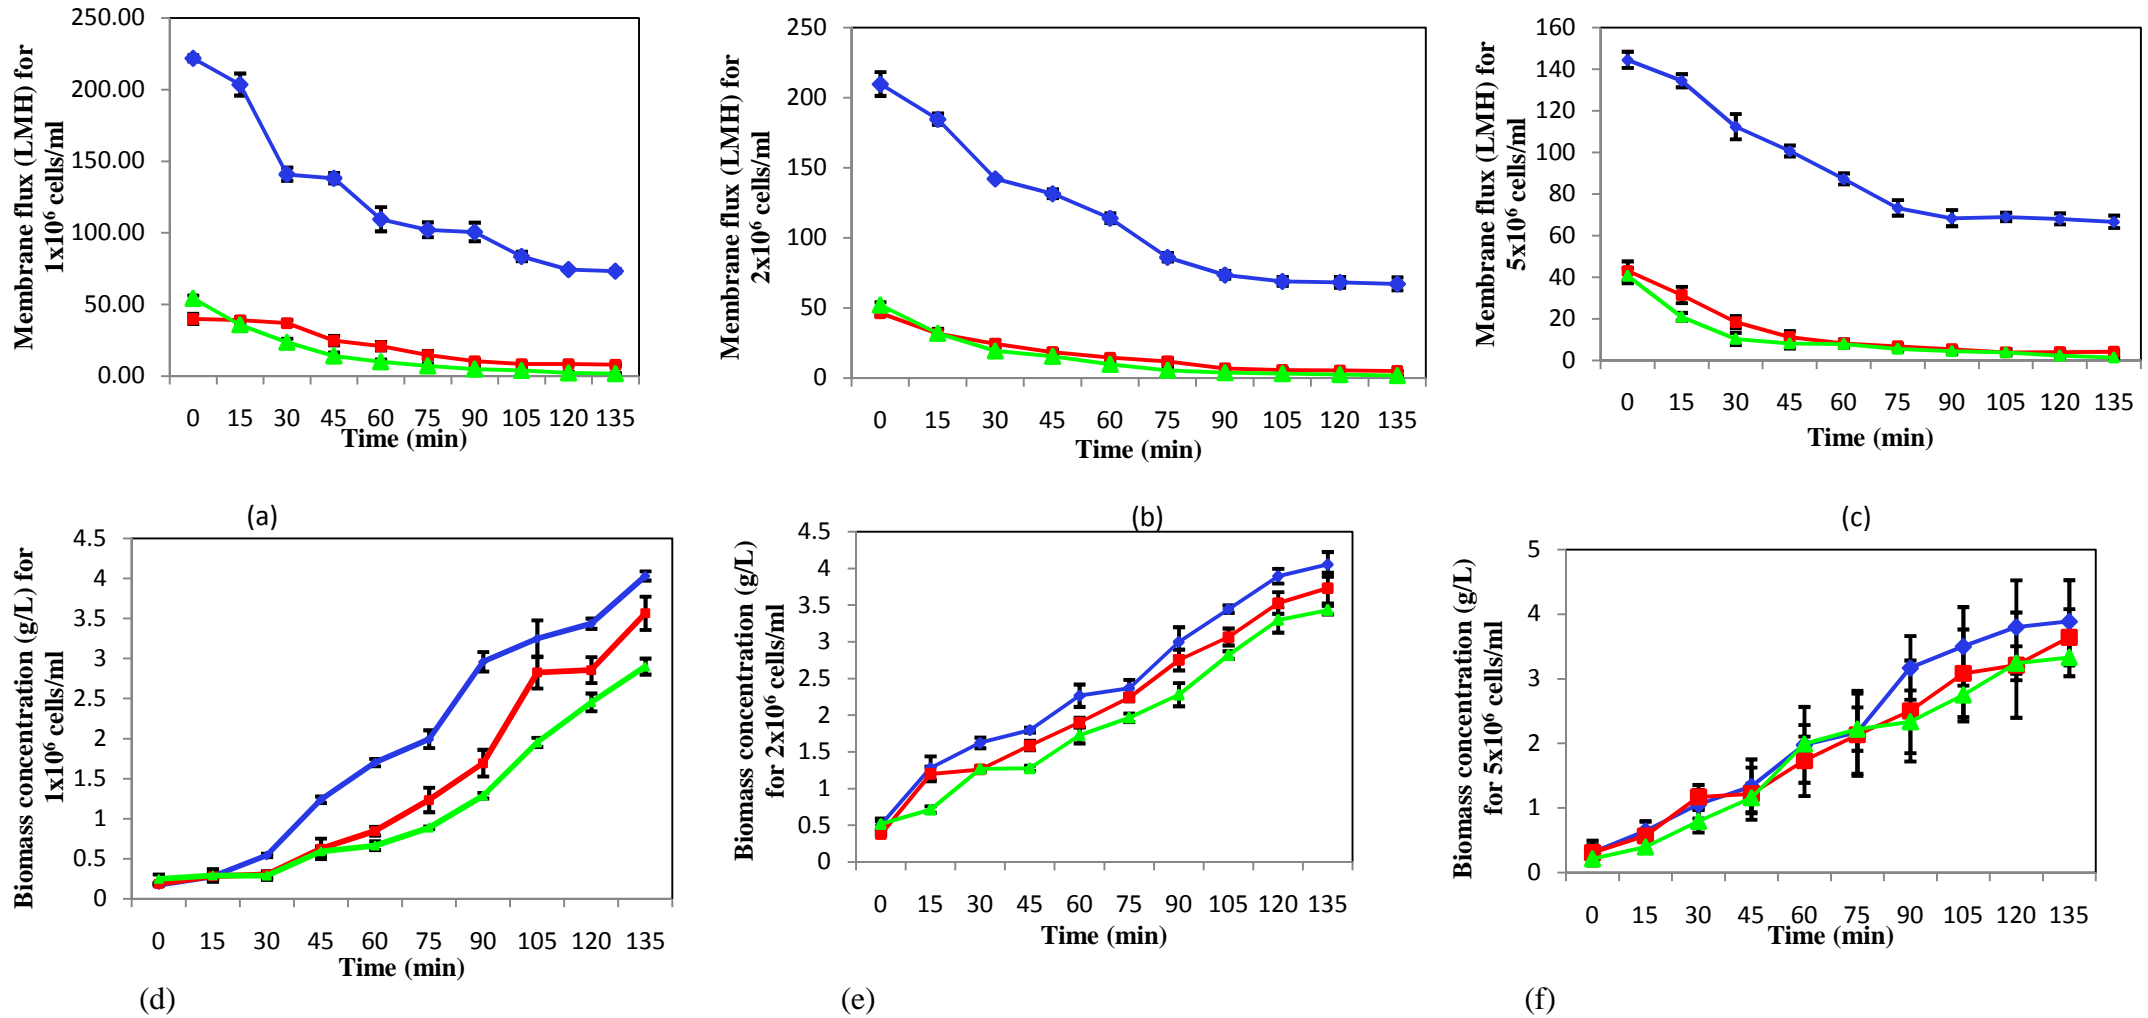 Membrane flux (LMH) for
1x10⁶ cells/ml
250.00
200.00
150.00
100.00
50.00
0.00
0 15 30 45 60 75 90 105 120 135
Time (min)
(a)
Membrane flux (LMH) for
2x10⁶ cells/ml
250
200
150
100
50
0
0 15 30 45 60 75 90 105 120 135
Time (min)
(b)
Membrane flux (LMH) for
5x10⁶ cells/ml
160
140
120
100
80
60
40
20
0
0 15 30 45 60 75 90 105 120 135
Time (min)
(c)
Biomass concentration (g/L) for
1x10⁶ cells/ml
4.5
4
3.5
3
2.5
2
1.5
1
0.5
0
0 15 30 45 60 75 90 105 120 135
Time (min)
(d)
Biomass concentration (g/L)
for 2x10⁶ cells/ml
4.5
4
3.5
3
2.5
2
1.5
1
0.5
0
0 15 30 45 60 75 90 105 120 135
Time (min)
(e)
Biomass concentration (g/L)
for 5x10⁶ cells/ml
5
4
3
2
1
0
0 15 30 45 60 75 90 105 120 135
Time (min)
(f)